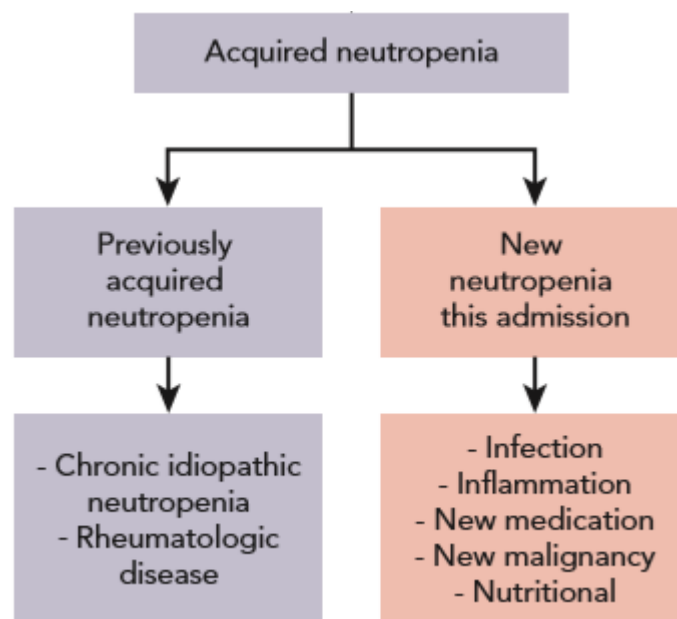 Acquired neutropenia
Previously
acquired
neutropenia
New
neutropenia
this admission
- Chronic idiopathic
neutropenia
- Rheumatologic
disease
- Infection
- Inflammation
- New medication
- New malignancy
- Nutritional